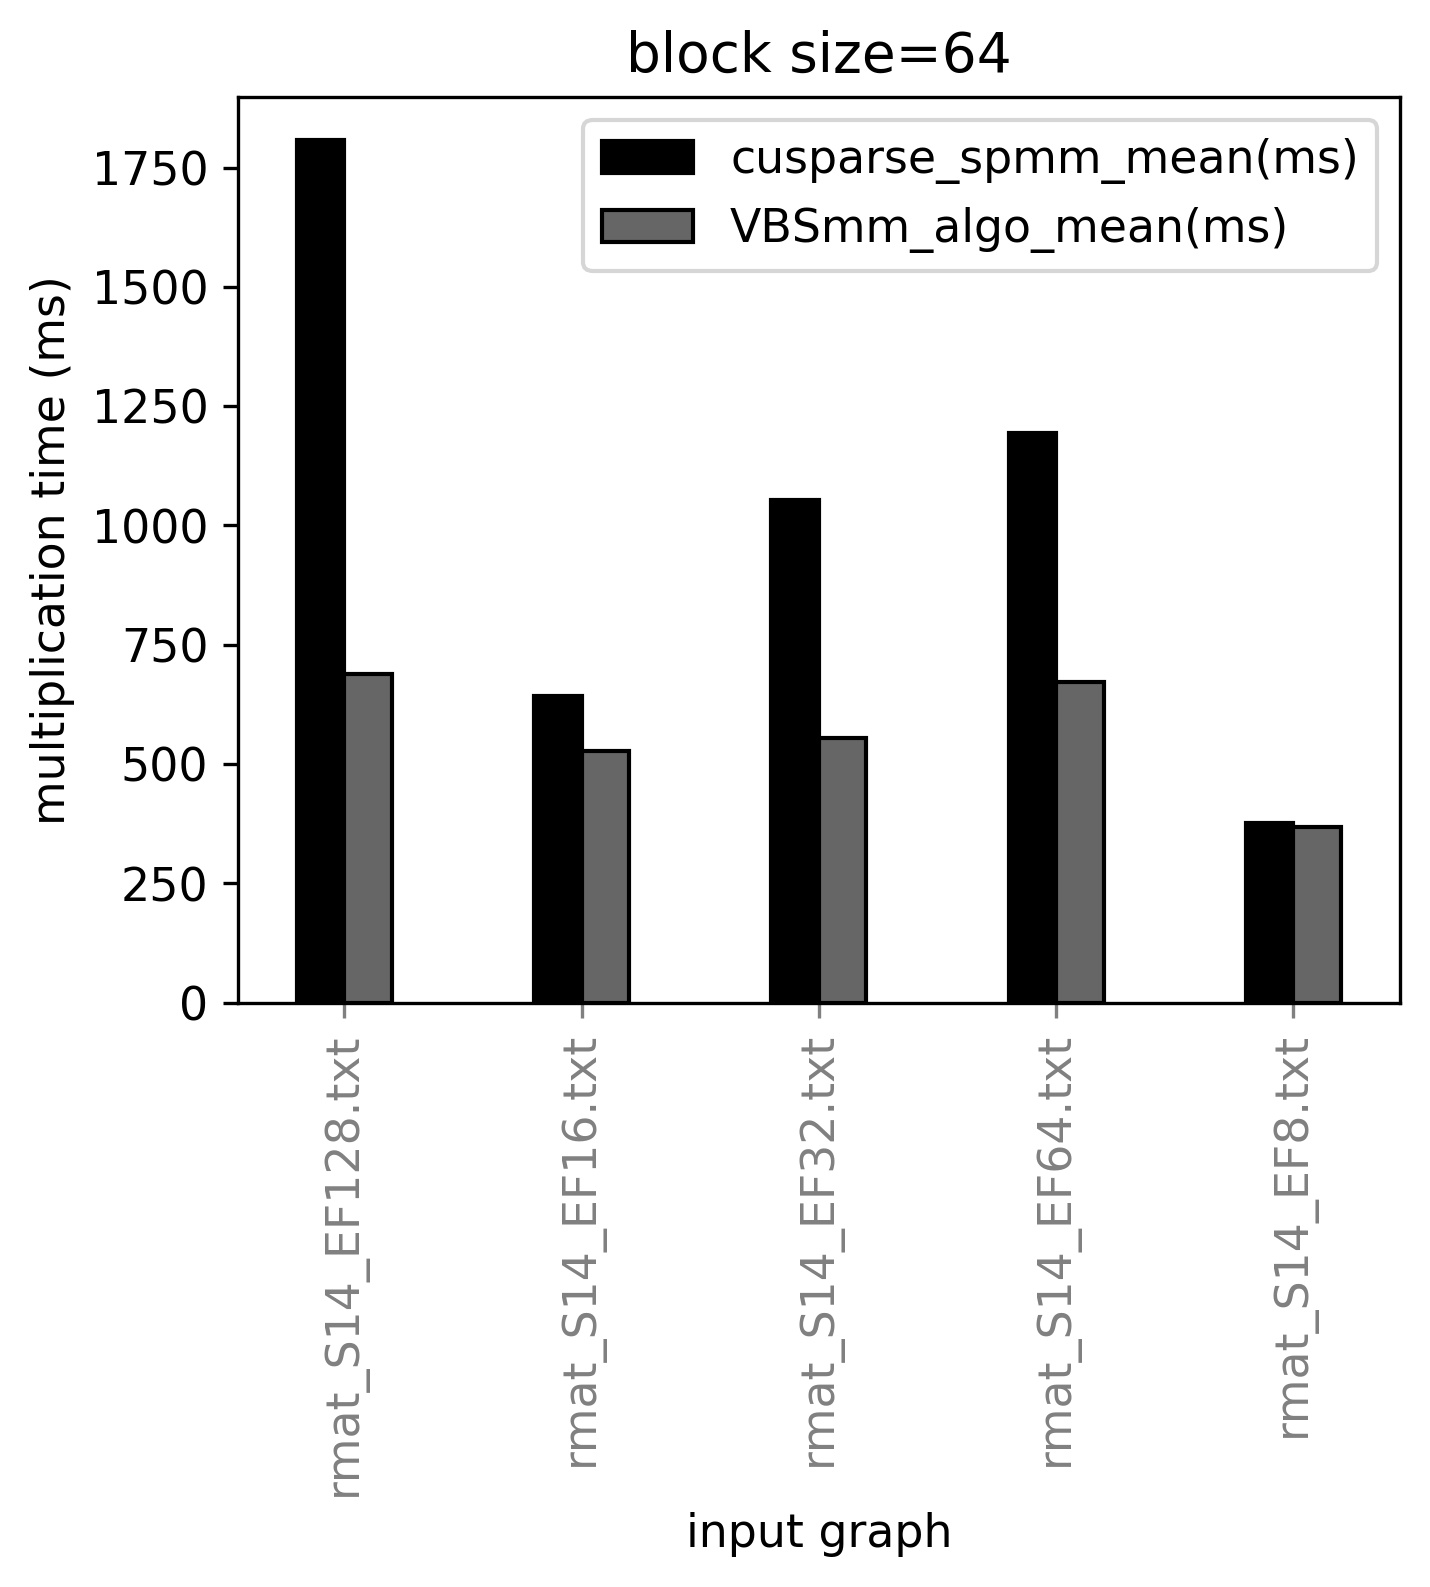 block size=64
cusparse_spmm_mean(ms)
VBSmm_algo_mean(ms)
multiplication time (ms)
1750
1500
1250
1000
750
500
250
0
rmat_S14_EF128.txt
rmat_S14_EF16.txt
rmat_S14_EF32.txt
rmat_S14_EF64.txt
rmat_S14_EF8.txt
input graph